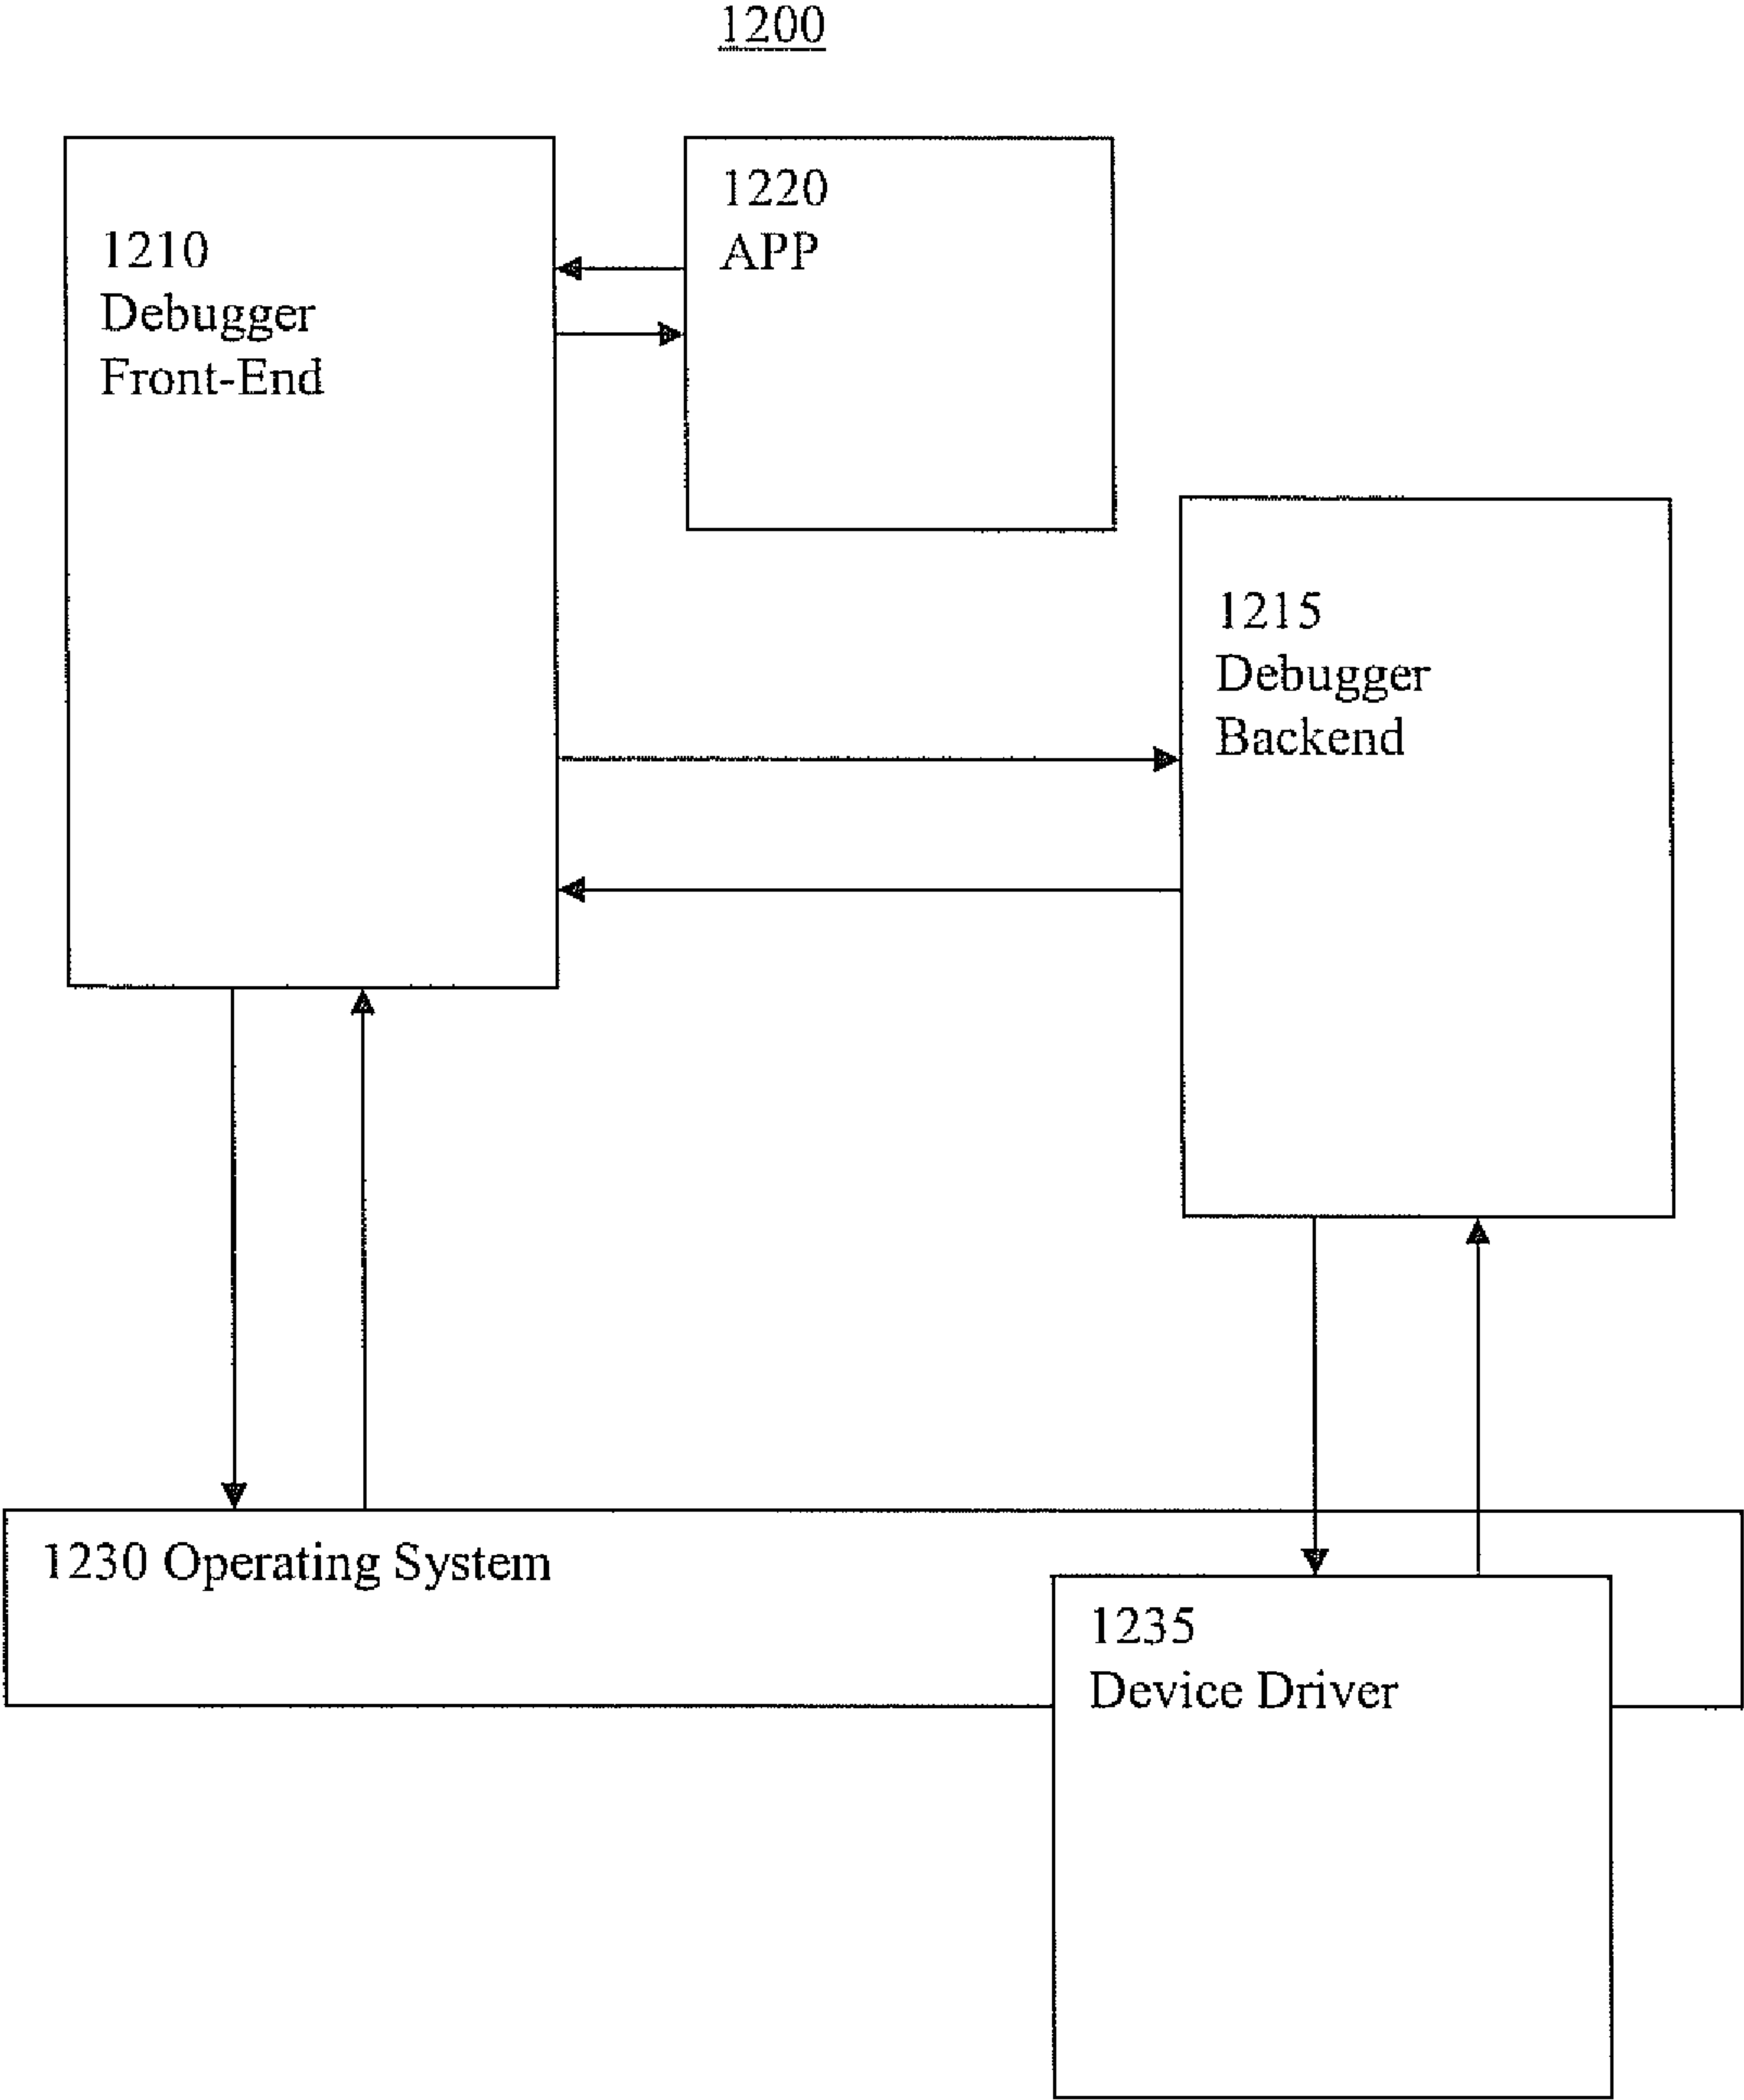 1200
1210
Debugger
Front-End
1220
APP
1215
Debugger
Backend
1230 Operating System
1235
Device Driver